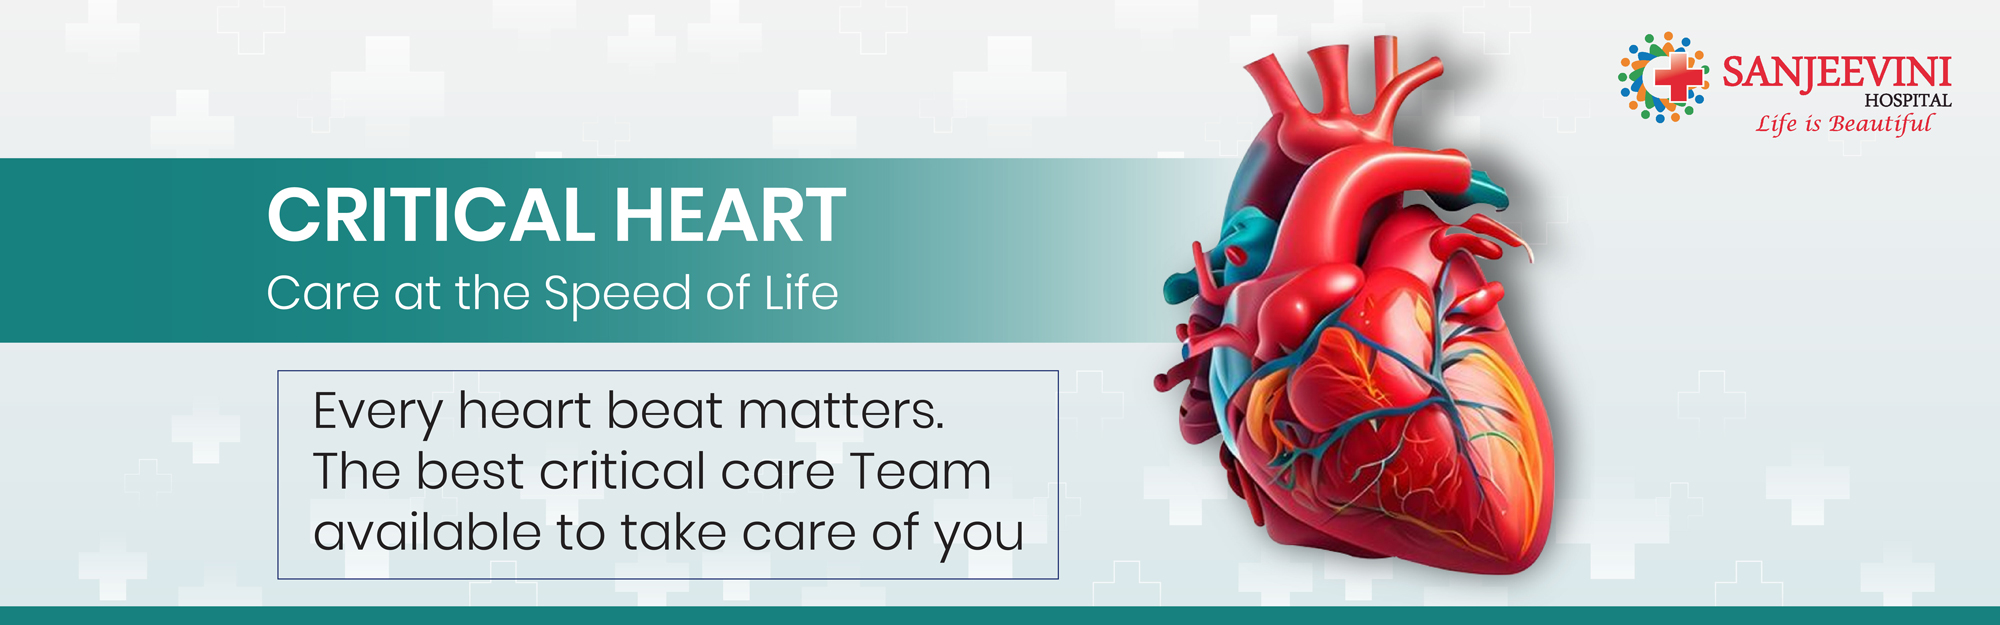 SANJEEVINI
HOSPITAL
Life is Beautiful
CRITICAL HEART
Care at the Speed of Life
Every heart beat matters.
The best critical care Team
available to take care of you